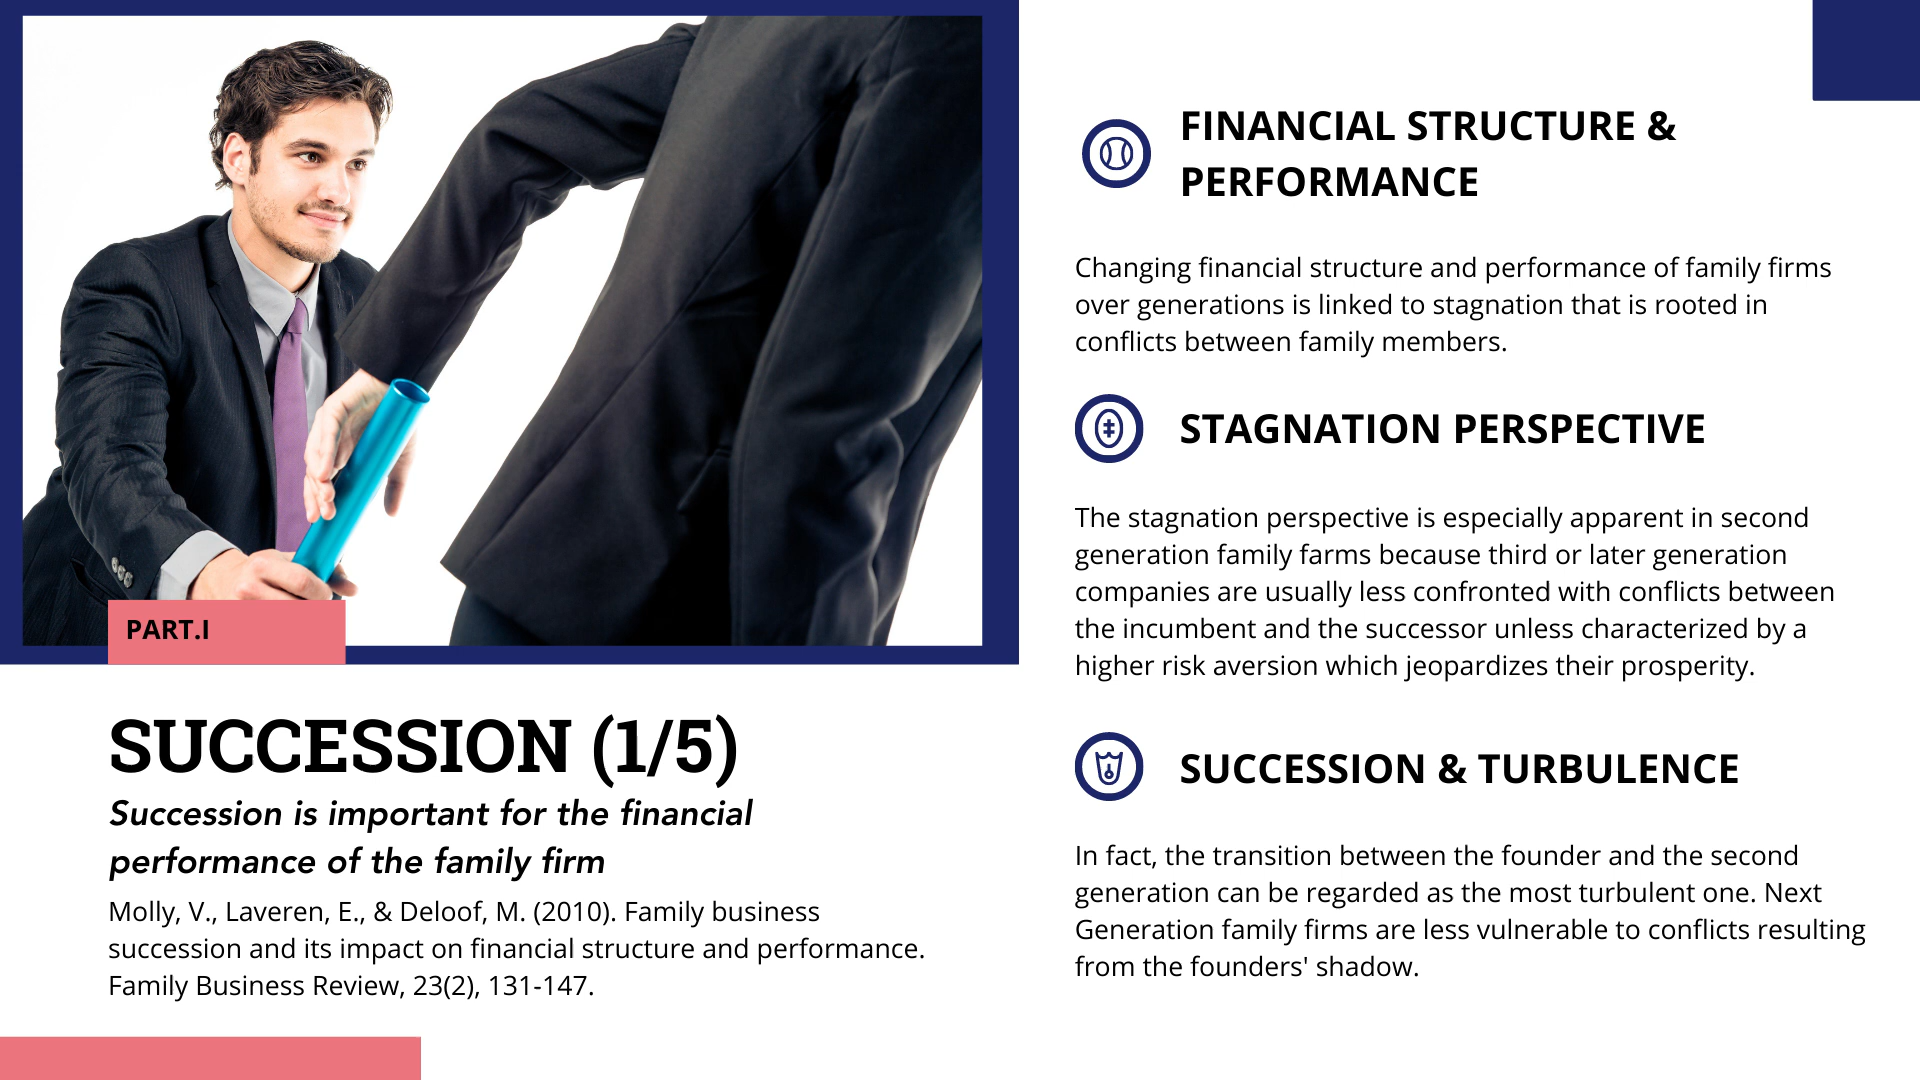 PART.I
SUCCESSION (1/5)
Succession is important for the financial
performance of the family firm
Molly, V., Laveren, E., & Deloof, M. (2010). Family business
succession and its impact on financial structure and performance.
Family Business Review, 23(2), 131-147.
FINANCIAL STRUCTURE &
PERFORMANCE
Changing financial structure and performance of family firms
over generations is linked to stagnation that is rooted in
conflicts between family members.
STAGNATION PERSPECTIVE
The stagnation perspective is especially apparent in second
generation family farms because third or later generation
companies are usually less confronted with conflicts between
the incumbent and the successor unless characterized by a
higher risk aversion which jeopardizes their prosperity.
SUCCESSION & TURBULENCE
In fact, the transition between the founder and the second
generation can be regarded as the most turbulent one. Next
Generation family firms are less vulnerable to conflicts resulting
from the founders' shadow.